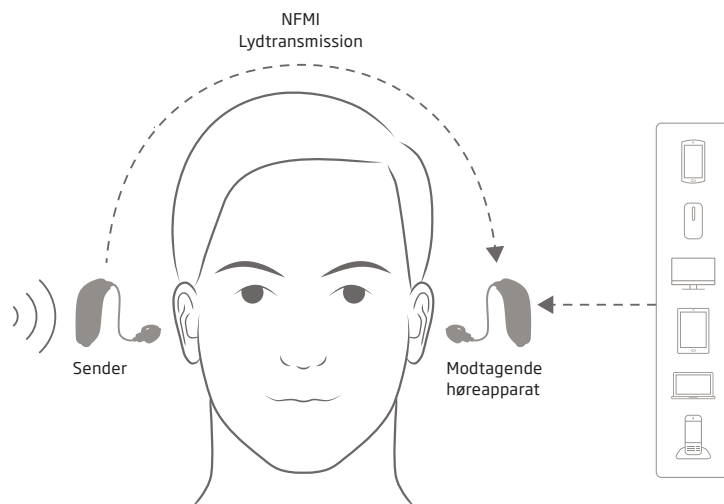 NFMI
Lydtransmission
Sender
Modtagende
høreapparat